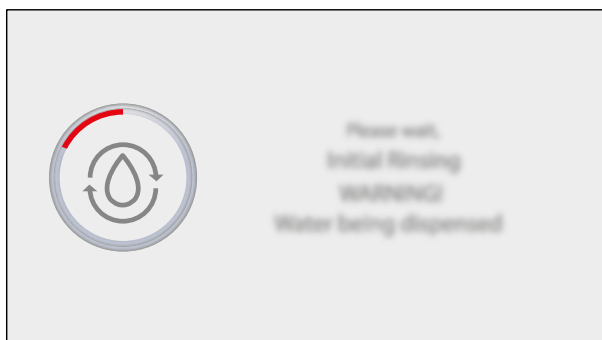 Please wait,
Initial Rinsing
WARNING!
Water being dispensed